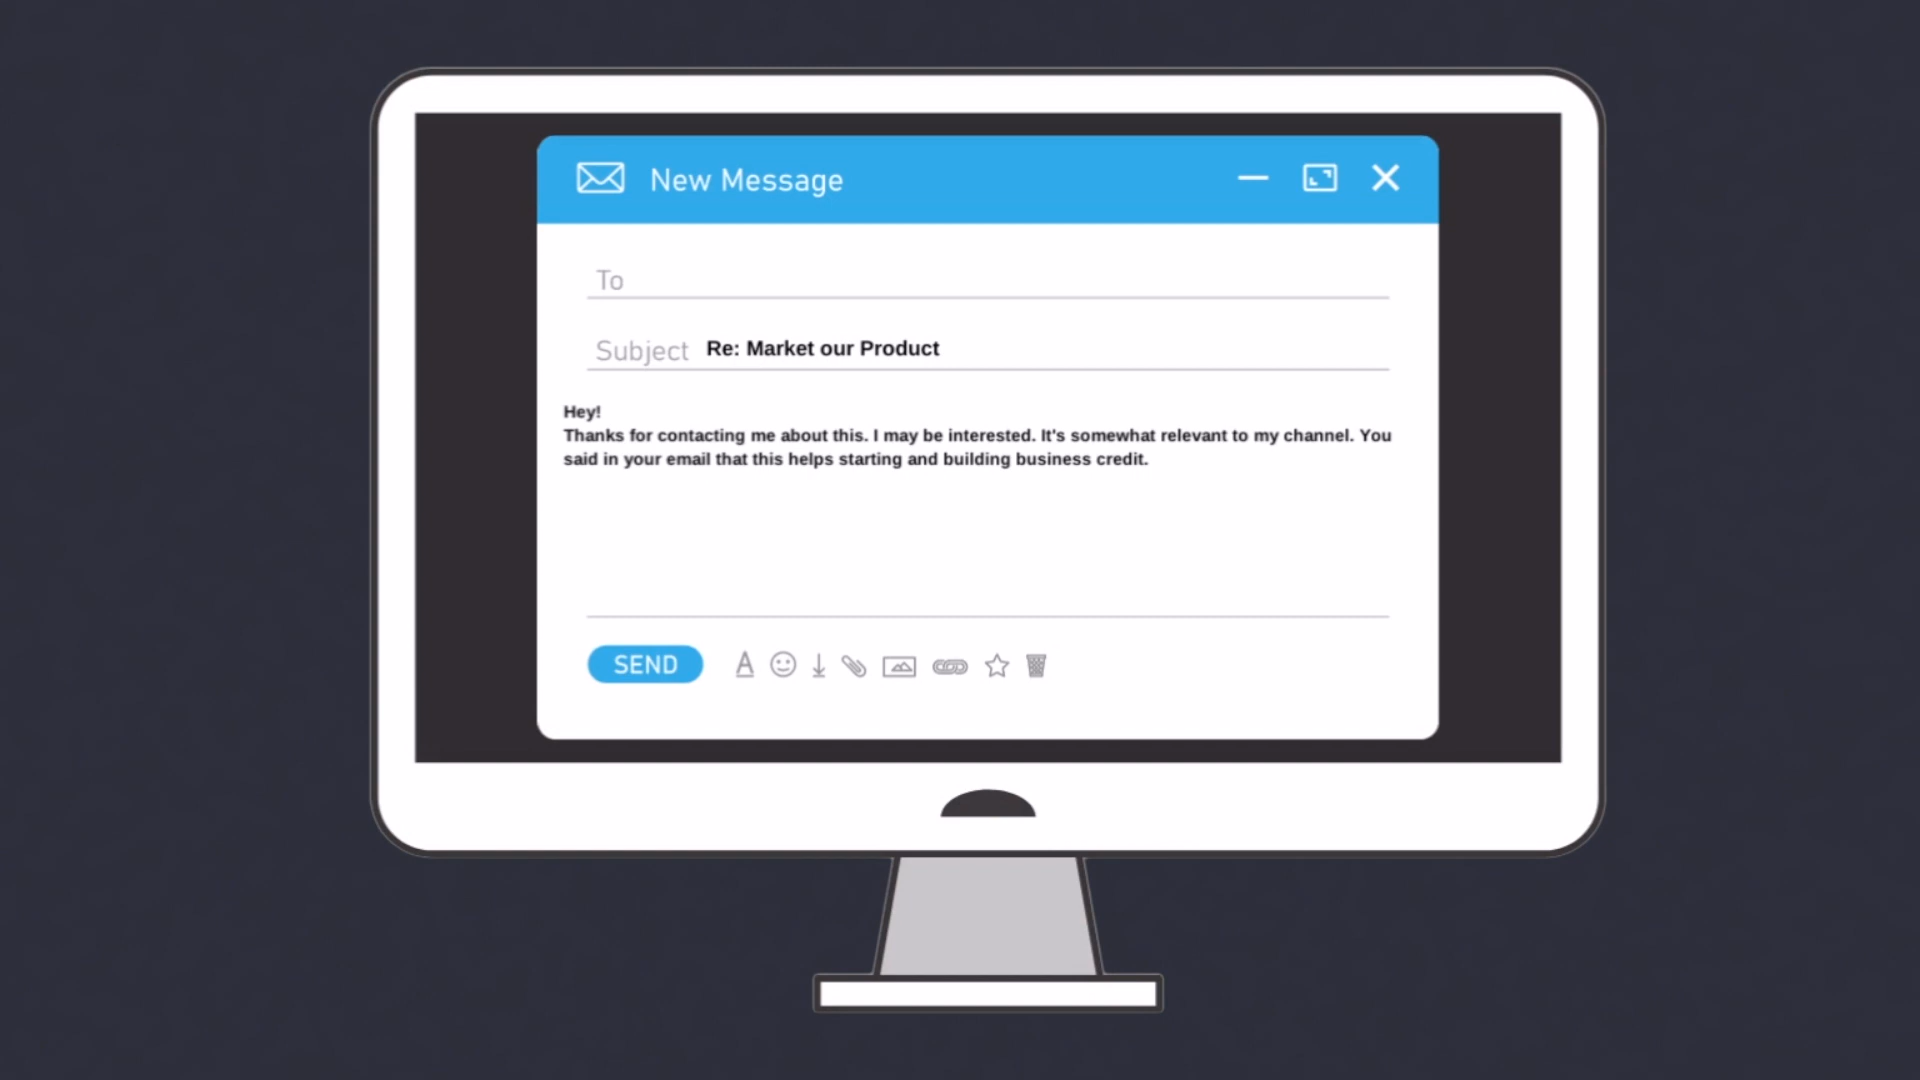 New Message
To
Subject Re: Market our Product
Hey!
Thanks for contacting me about this. I may be interested. It's somewhat relevant to my channel. You
said in your email that this helps starting and building business credit.
SEND A